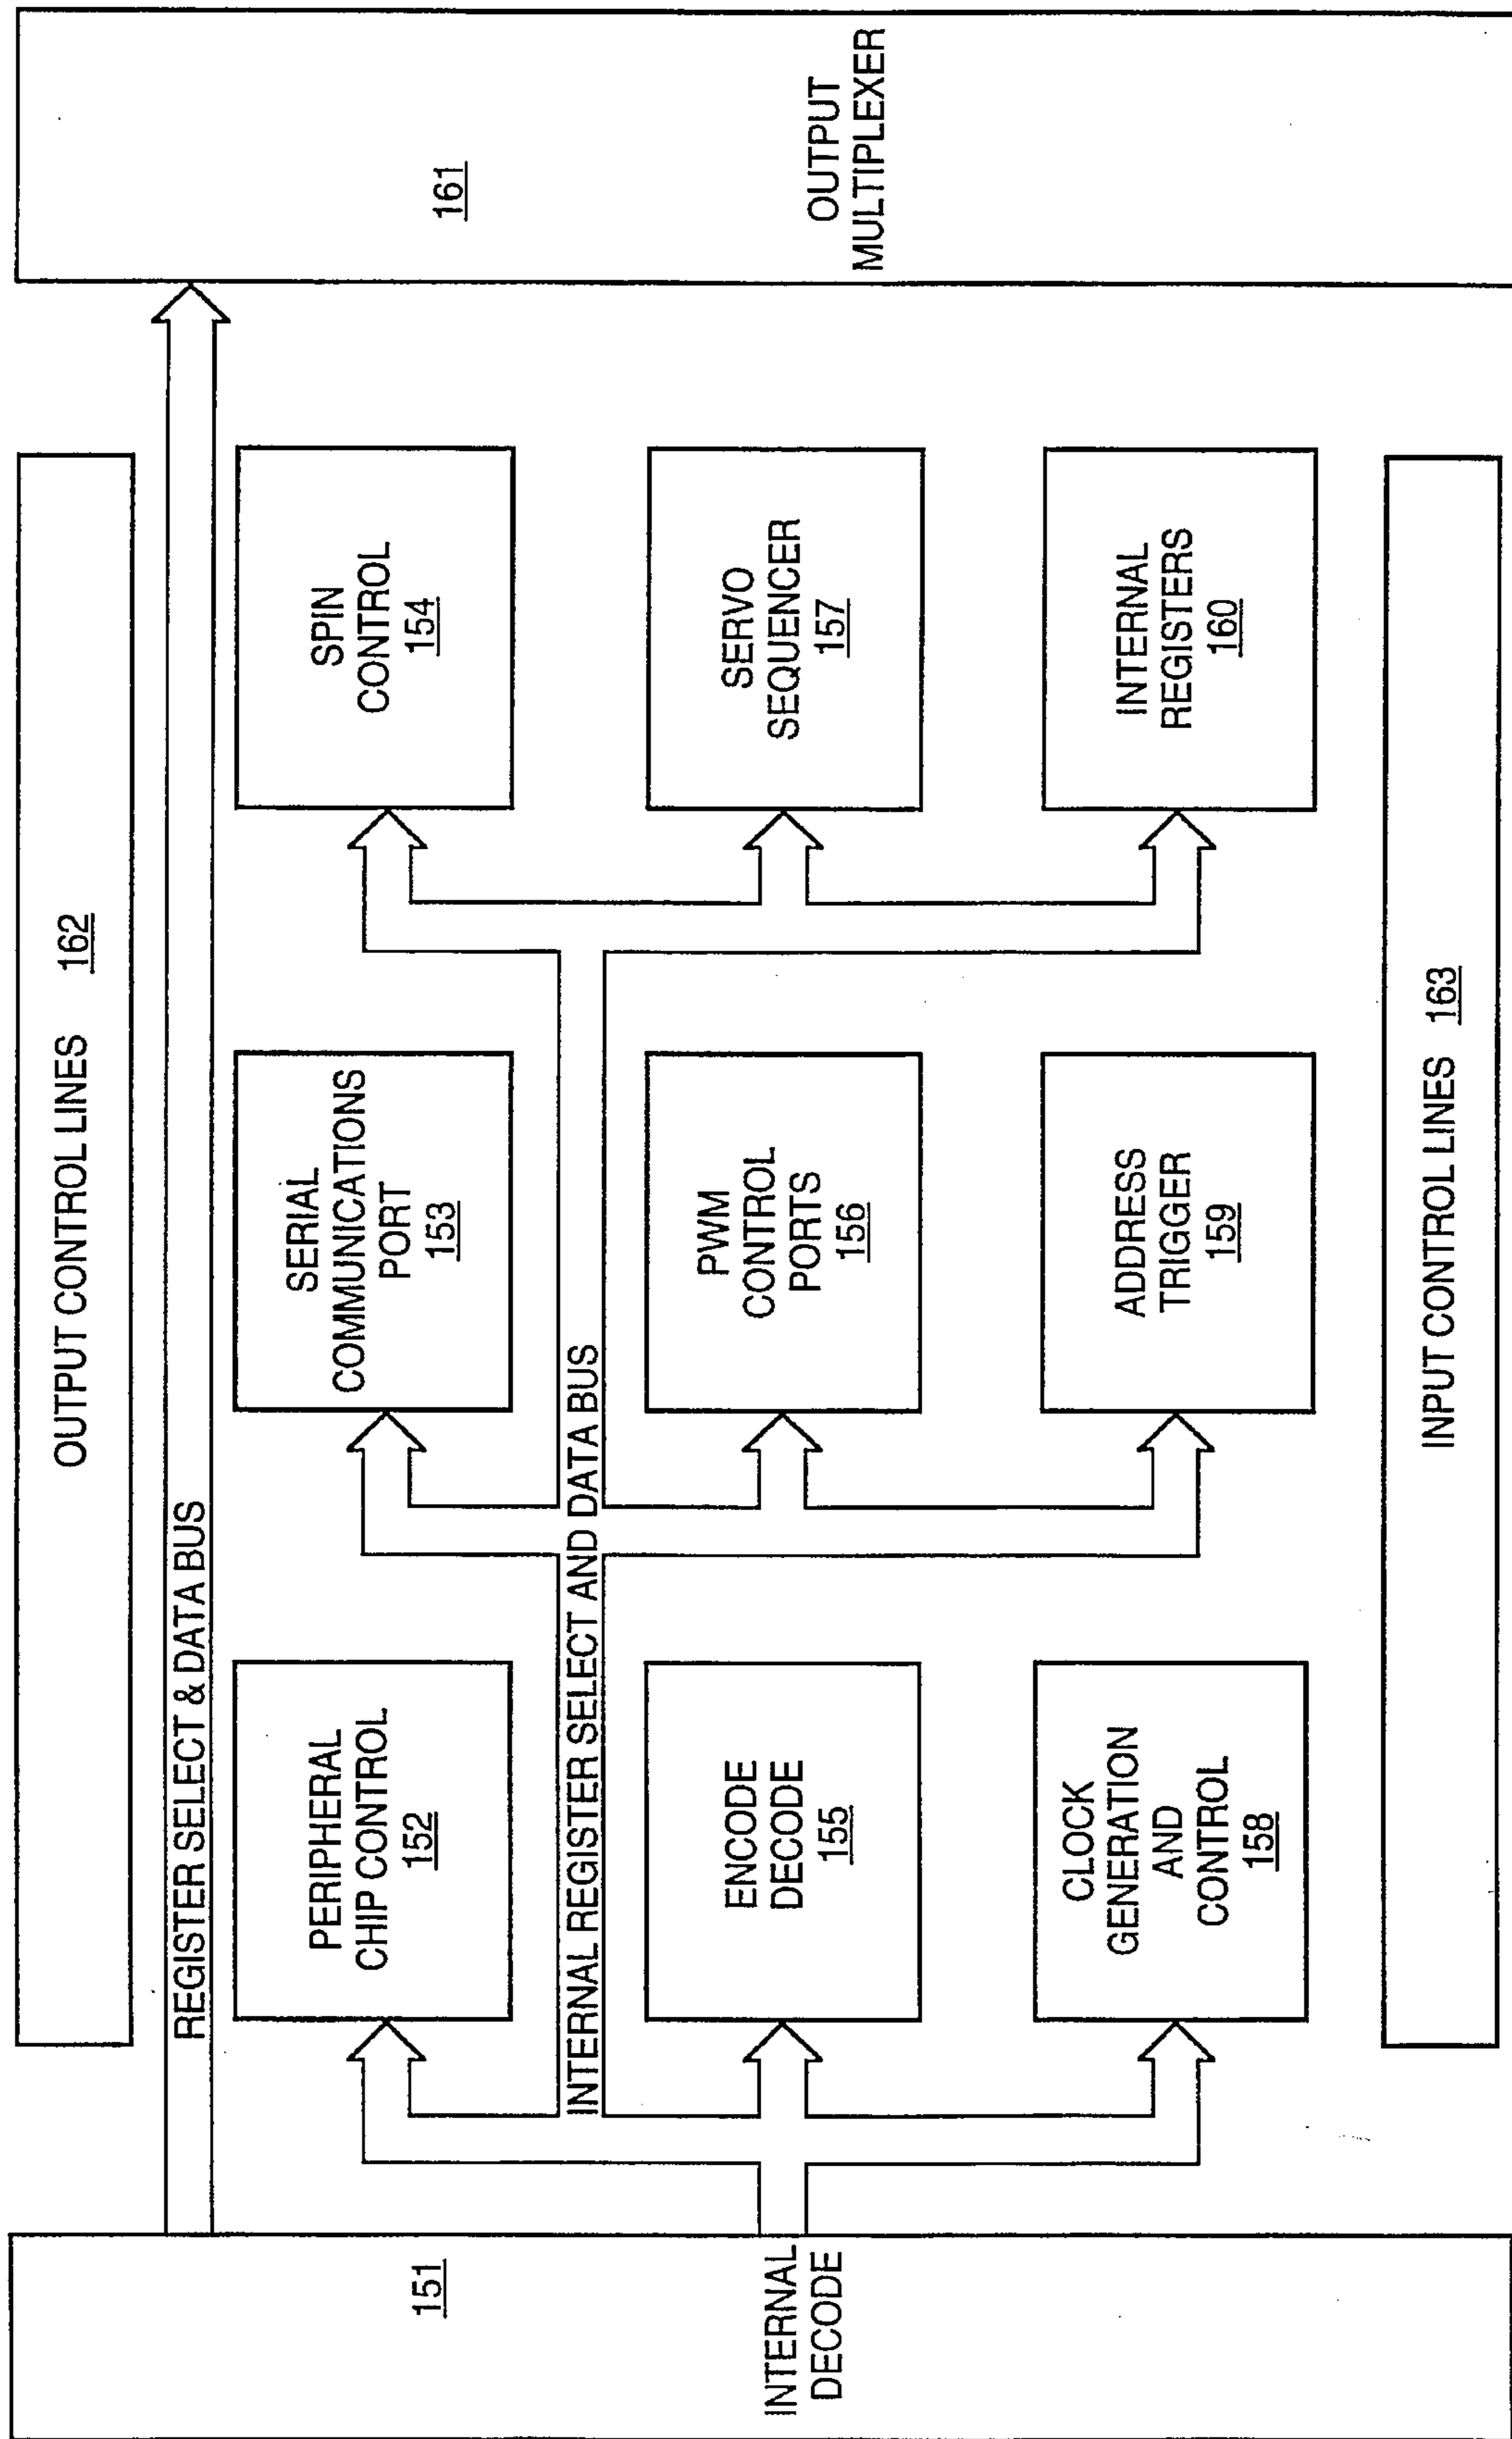 OUTPUT CONTROL LINES 162
REGISTER SELECT & DATA BUS
151
INTERNAL
DECODE
PERIPHERAL
CHIP CONTROL
152
SERIAL
COMMUNICATIONS
PORT
153
SPIN
CONTROL
154
INTERNAL REGISTER SELECT AND DATA BUS
ENCODE
DECODE
155
PWM
CONTROL
PORTS
156
SERVO
SEQUENCER
157
CLOCK
GENERATION
AND
CONTROL
158
ADDRESS
TRIGGER
159
INTERNAL
REGISTERS
160
161
OUTPUT
MULTIPLEXER
INPUT CONTROL LINES 163